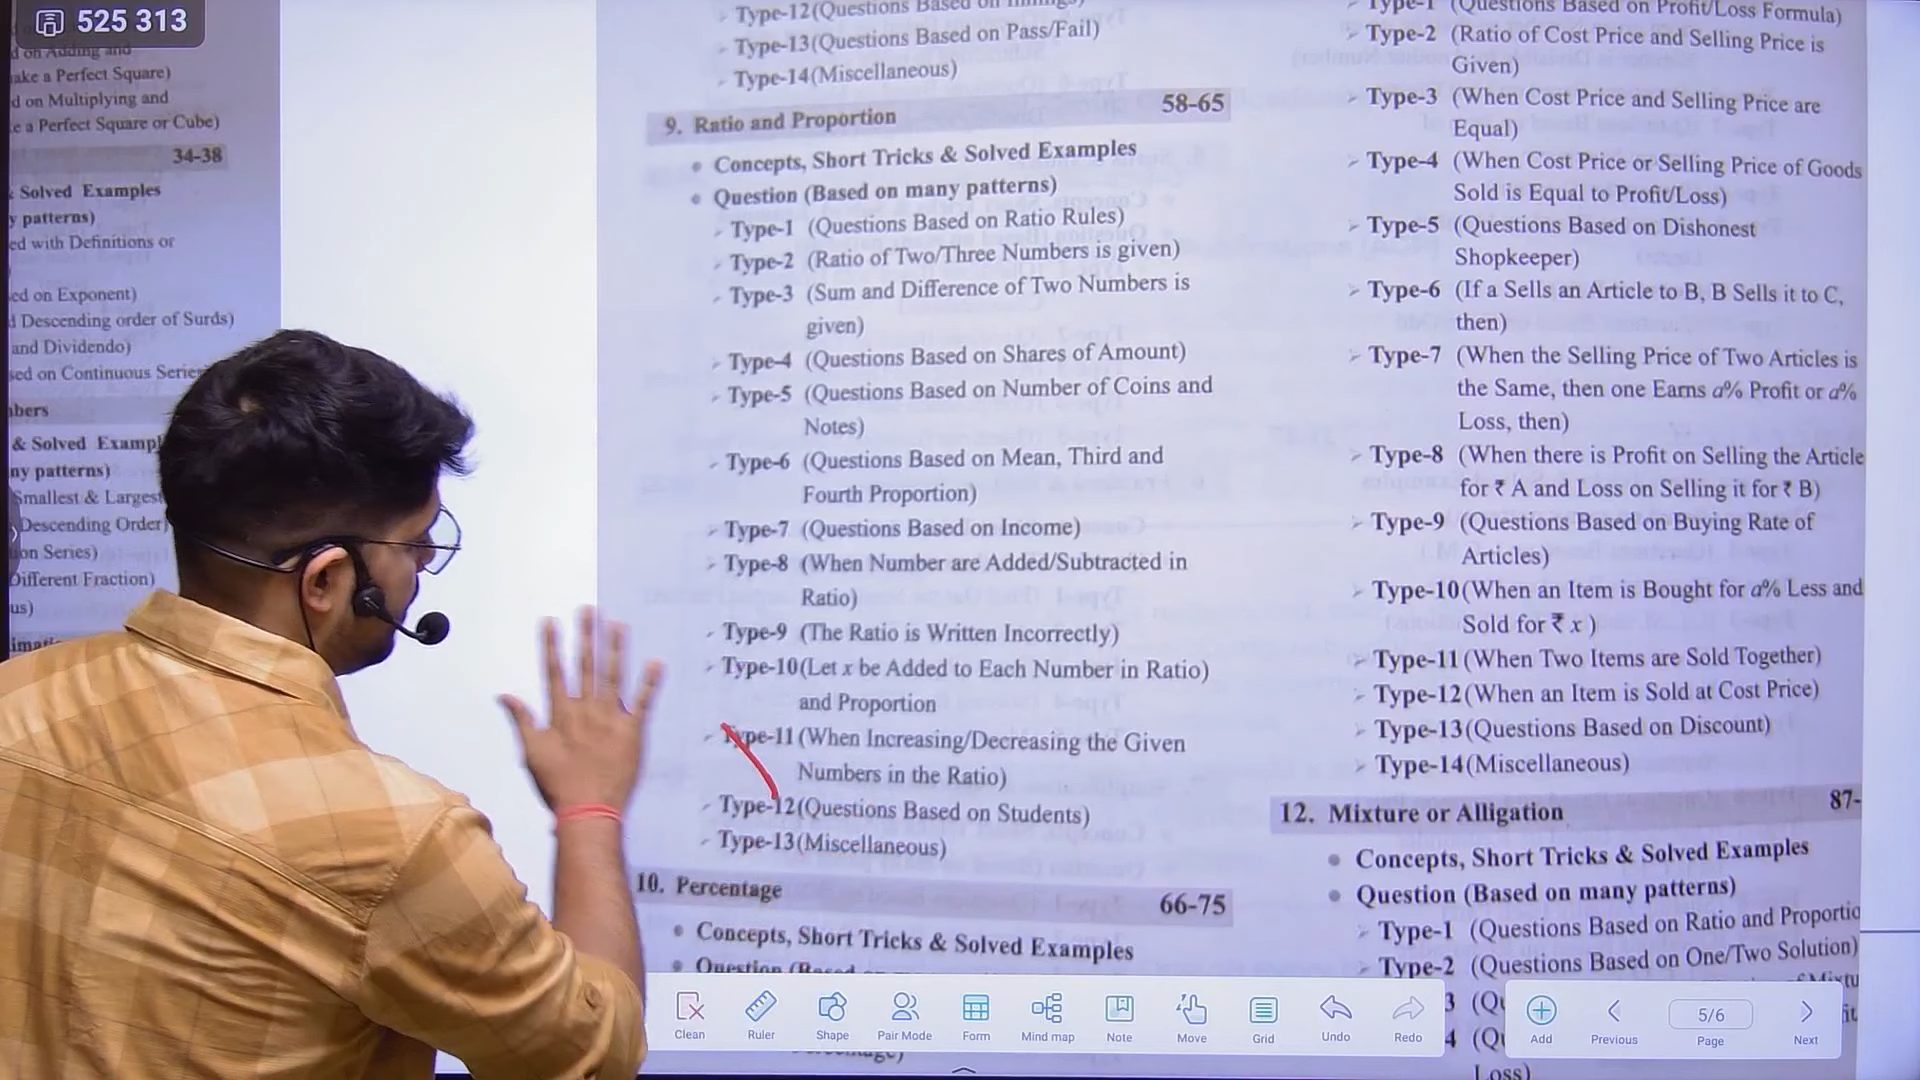 525 313
d on Adding and
ake a Perfect Square)
d on Multiplying and
e a Perfect Square or Cube)
34-38
Solved Examples
y patterns)
ed with Definitions or
ed on Exponent)
Descending order of Surds)
and Dividendo)
sed on Continuous Series
bers
& Solved Exampl
ny patterns)
Smallest & Largest
Descending Order)
ion Series)
Different Fraction)
us)
Type-12(Questions Based on
Type-13(Questions Based on Pass/Fail)
Type-14(Miscellaneous)
9. Ratio and Proportion 58-65
Concepts, Short Tricks & Solved Examples
Question (Based on many patterns)
Type-1 (Questions Based on Ratio Rules)
Type-2 (Ratio of Two/Three Numbers is given)
Type-3 (Sum and Difference of Two Numbers is
given)
Type-4 (Questions Based on Shares of Amount)
Type-5 (Questions Based on Number of Coins and
Notes)
Type-6 (Questions Based on Mean, Third and
Fourth Proportion)
Type-7 (Questions Based on Income)
Type-8 (When Number are Added/Subtracted in
Ratio)
Type-9 (The Ratio is Written Incorrectly)
Type-10(Let x be Added to Each Number in Ratio)
and Proportion
Type-11(When Increasing/Decreasing the Given
Numbers in the Ratio)
Type-12(Questions Based on Students)
Type-13(Miscellaneous)
10. Percentage 66-75
Concepts, Short Tricks & Solved Examples
Question
Type-1 (Questions Based on Profit/Loss Formula)
Type-2 (Ratio of Cost Price and Selling Price is
Given)
Type-3 (When Cost Price and Selling Price are
Equal)
Type-4 (When Cost Price or Selling Price of Goods
Sold is Equal to Profit/Loss)
Type-5 (Questions Based on Dishonest
Shopkeeper)
Type-6 (If a Sells an Article to B, B Sells it to C,
then)
Type-7 (When the Selling Price of Two Articles is
the Same, then one Earns a% Profit or a%
Loss, then)
Type-8 (When there is Profit on Selling the Article
for ₹ A and Loss on Selling it for ₹ B)
Type-9 (Questions Based on Buying Rate of
Articles)
Type-10(When an Item is Bought for a% Less and
Sold for ₹ x )
Type-11(When Two Items are Sold Together)
Type-12(When an Item is Sold at Cost Price)
Type-13(Questions Based on Discount)
Type-14(Miscellaneous)
12. Mixture or Alligation 87-
Concepts, Short Tricks & Solved Examples
Question (Based on many patterns)
Type-1 (Questions Based on Ratio and Proportio
Type-2 (Questions Based on One/Two Solution)
3 (Qu
4 (Qu
Loss)
Clean Ruler Shape Pair Mode Form Mind map Note Move Grid Undo Redo
Add Previous 5/6 Page Next